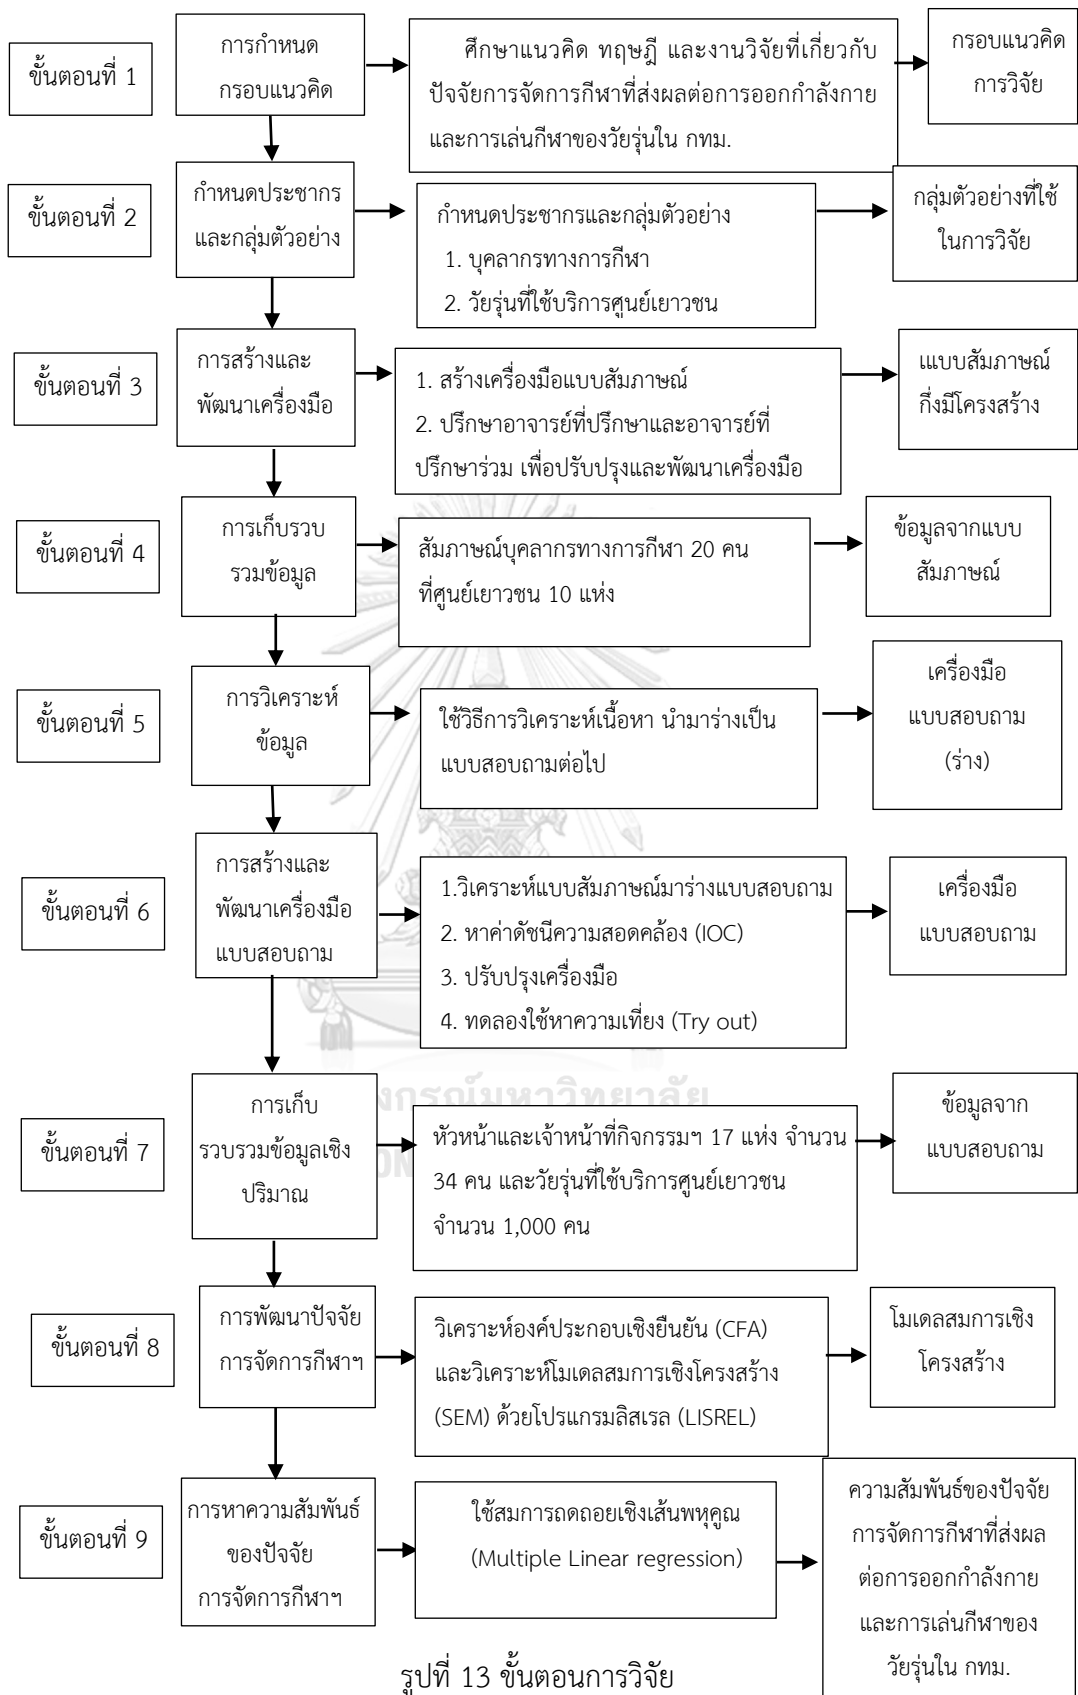 ขั้นตอนที่ 1
การกำหนด
กรอบแนวคิด
ศึกษาแนวคิด ทฤษฎี และงานวิจัยที่เกี่ยวกับ
ปัจจัยการจัดการกีฬาที่ส่งผลต่อการออกกำลังกาย
และการเล่นกีฬาของวัยรุ่นใน กทม.
กรอบแนวคิด
การวิจัย
ขั้นตอนที่ 2
กำหนดประชากร
และกลุ่มตัวอย่าง
กำหนดประชากรและกลุ่มตัวอย่าง
1. บุคลากรทางการกีฬา
2. วัยรุ่นที่ใช้บริการศูนย์เยาวชน
กลุ่มตัวอย่างที่ใช้
ในการวิจัย
ขั้นตอนที่ 3
การสร้างและ
พัฒนาเครื่องมือ
1. สร้างเครื่องมือแบบสัมภาษณ์
2. ปรึกษาอาจารย์ที่ปรึกษาและอาจารย์ที่
ปรึกษาร่วม เพื่อปรับปรุงและพัฒนาเครื่องมือ
แบบสัมภาษณ์
กึ่งมีโครงสร้าง
ขั้นตอนที่ 4
การเก็บรวบ
รวมข้อมูล
สัมภาษณ์บุคลากรทางการกีฬา 20 คน
ที่ศูนย์เยาวชน 10 แห่ง
ข้อมูลจากแบบ
สัมภาษณ์
ขั้นตอนที่ 5
การวิเคราะห์
ข้อมูล
ใช้วิธีการวิเคราะห์เนื้อหา นำมาร่างเป็น
แบบสอบถามต่อไป
เครื่องมือ
แบบสอบถาม
(ร่าง)
ขั้นตอนที่ 6
การสร้างและ
พัฒนาเครื่องมือ
แบบสอบถาม
1.วิเคราะห์แบบสัมภาษณ์มาร่างแบบสอบถาม
2. หาค่าดัชนีความสอดคล้อง (IOC)
3. ปรับปรุงเครื่องมือ
4. ทดลองใช้หาความเที่ยง (Try out)
เครื่องมือ
แบบสอบถาม
งกรณ์มหาวิทยาลัย
ขั้นตอนที่ 7
การเก็บ
รวบรวมข้อมูลเชิง
ปริมาณ
หัวหน้าและเจ้าหน้าที่กิจกรรมฯ 17 แห่ง จำนวน
34 คน และวัยรุ่นที่ใช้บริการศูนย์เยาวชน
จำนวน 1,000 คน
ข้อมูลจาก
แบบสอบถาม
ขั้นตอนที่ 8
การพัฒนาปัจจัย
การจัดการกีฬาฯ
วิเคราะห์องค์ประกอบเชิงยืนยัน (CFA)
และวิเคราะห์โมเดลสมการเชิงโครงสร้าง
(SEM) ด้วยโปรแกรมลิสเรล (LISREL)
โมเดลสมการเชิง
โครงสร้าง
ขั้นตอนที่ 9
การหาความสัมพันธ์
ของปัจจัย
การจัดการกีฬาฯ
ใช้สมการถดถอยเชิงเส้นพหุคูณ
(Multiple Linear regression)
ความสัมพันธ์ของปัจจัย
การจัดการกีฬาที่ส่งผล
ต่อการออกกำลังกาย
และการเล่นกีฬาของ
วัยรุ่นใน กทม.
รูปที่ 13 ขั้นตอนการวิจัย